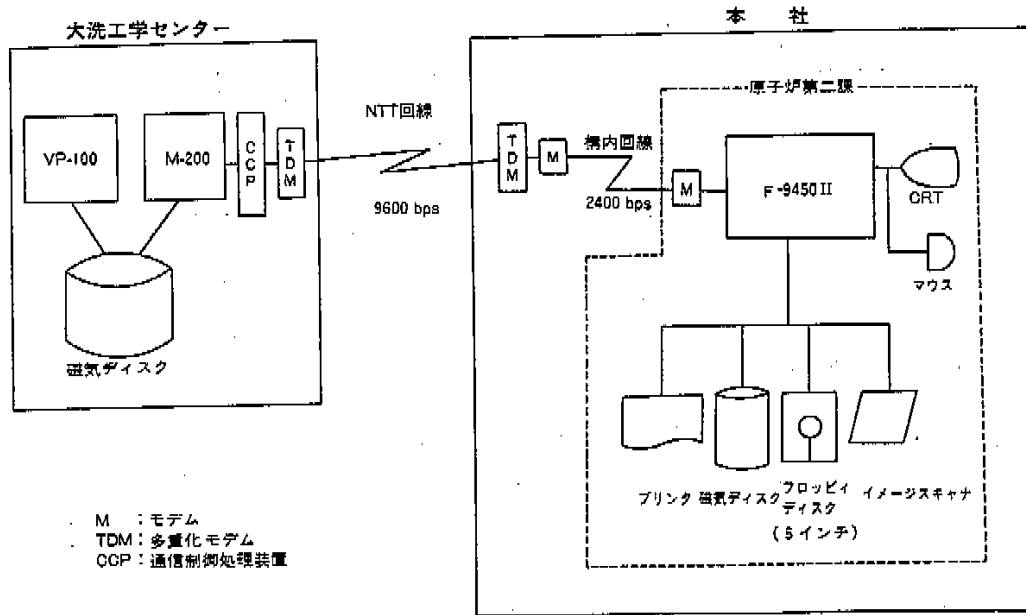 大洗工学センター
VP-100
M-200
CCP
TDM
磁気ディスク
NTT回線
9600 bps
本 社
TDM
M
構内回線
2400 bps
原子炉第二課
M
F-9450Ⅱ
CRT
マウス
プリンタ
磁気ディスク
フロッピィ
ディスク
(5インチ)
イメージスキャナ
M :モデム
TDM:多重化モデム
CCP:通信制御処理装置